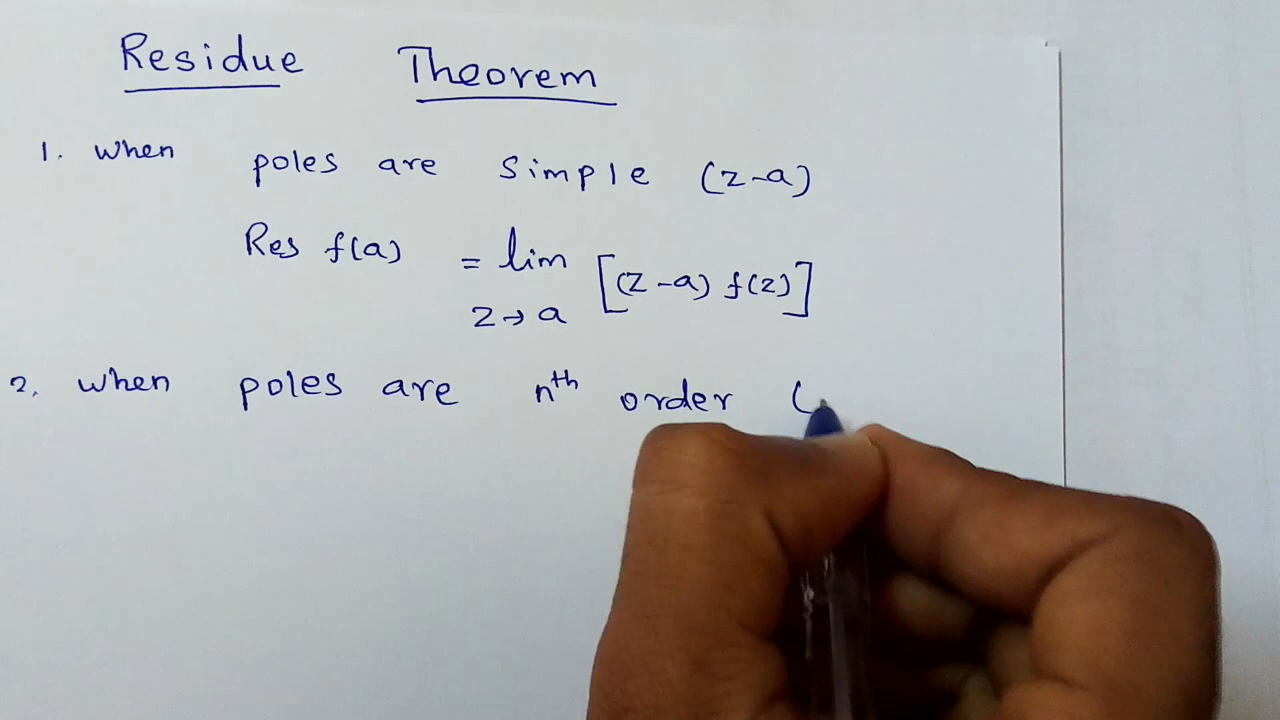 Residue Theorem
1. when poles are simple (z-a)
Res f(a) = lim [(z-a) f(z)]
z→a
2. when poles are nth order (